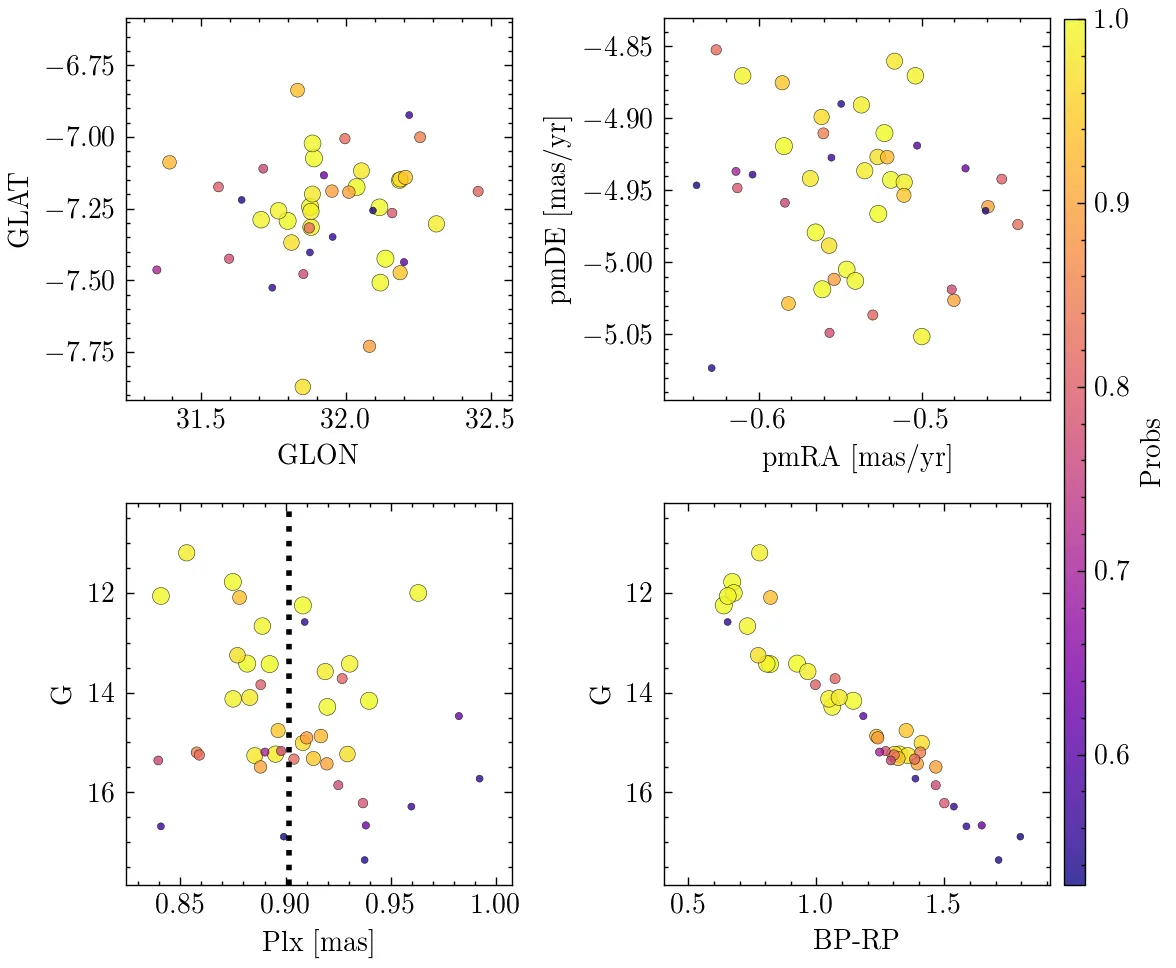 −6.75
−7.00
−7.25
−7.50
−7.75
GLAT
31.5 32.0 32.5
GLON
−4.85
−4.90
−4.95
−5.00
−5.05
pmDE [mas/yr]
−0.6 −0.5
pmRA [mas/yr]
12
14
16
G
0.85 0.90 0.95 1.00
Plx [mas]
12
14
16
G
0.5 1.0 1.5
BP-RP
1.0
0.9
0.8
0.7
0.6
Probs